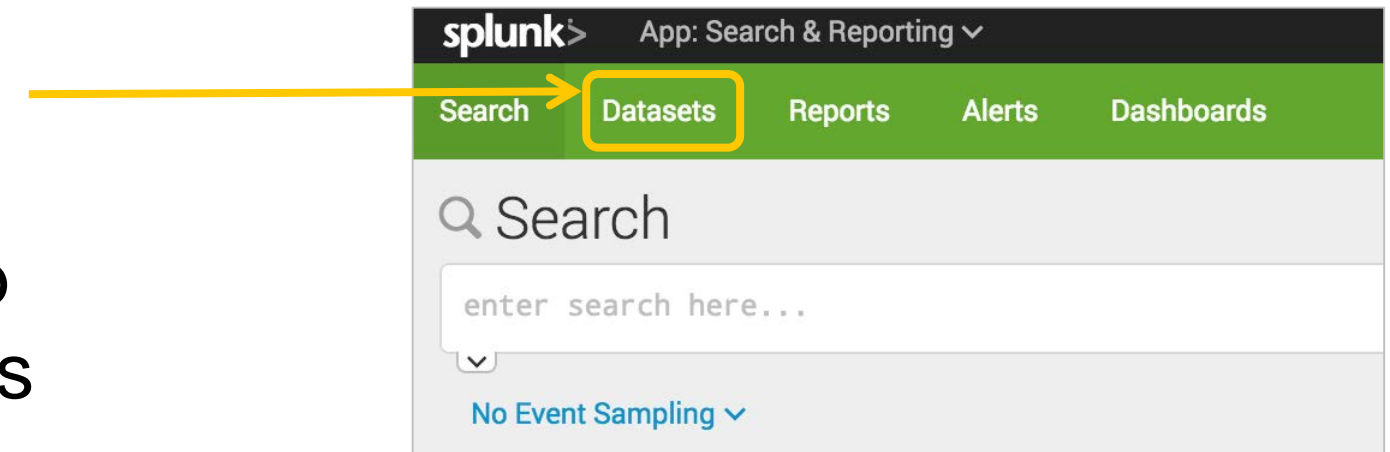 splunk> App: Search & Reporting
Search Datasets Reports Alerts Dashboards
Search
enter search here...
No Event Sampling